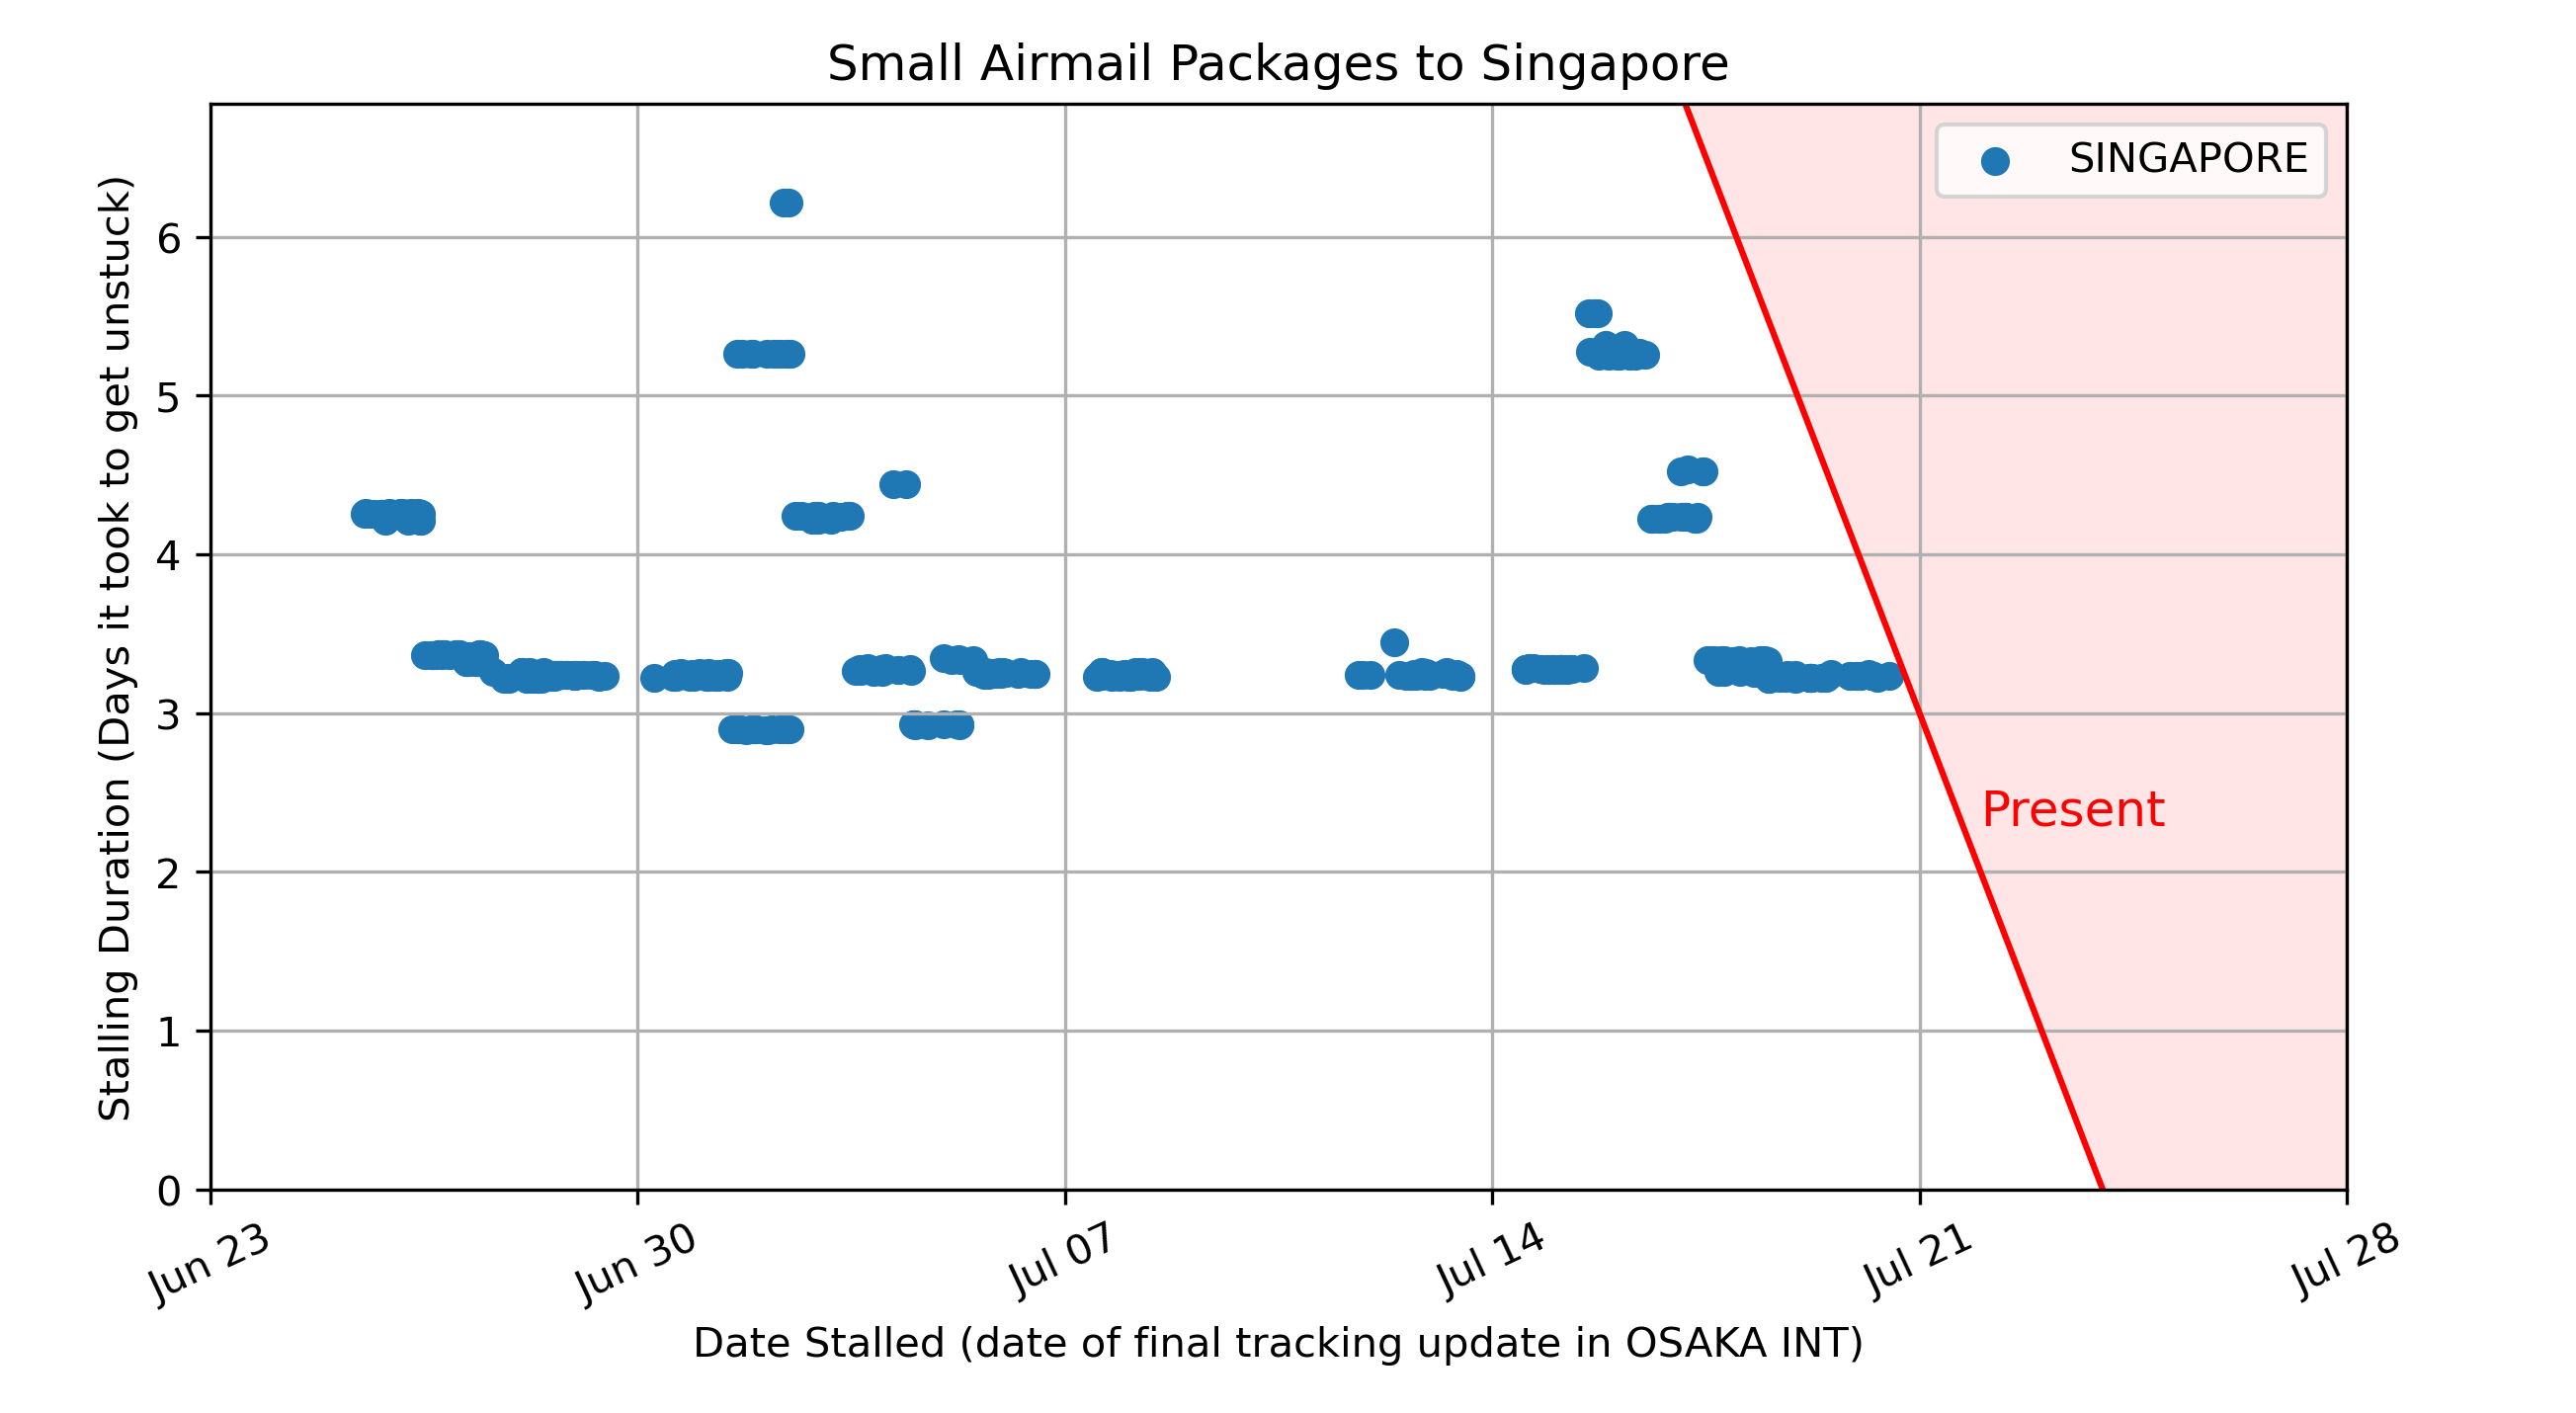 Small Airmail Packages to Singapore
SINGAPORE
Stalling Duration (Days it took to get unstuck)
6
5
4
3
2
1
0
Present
Jun 23
Jun 30
Jul 07
Jul 14
Jul 21
Jul 28
Date Stalled (date of final tracking update in OSAKA INT)